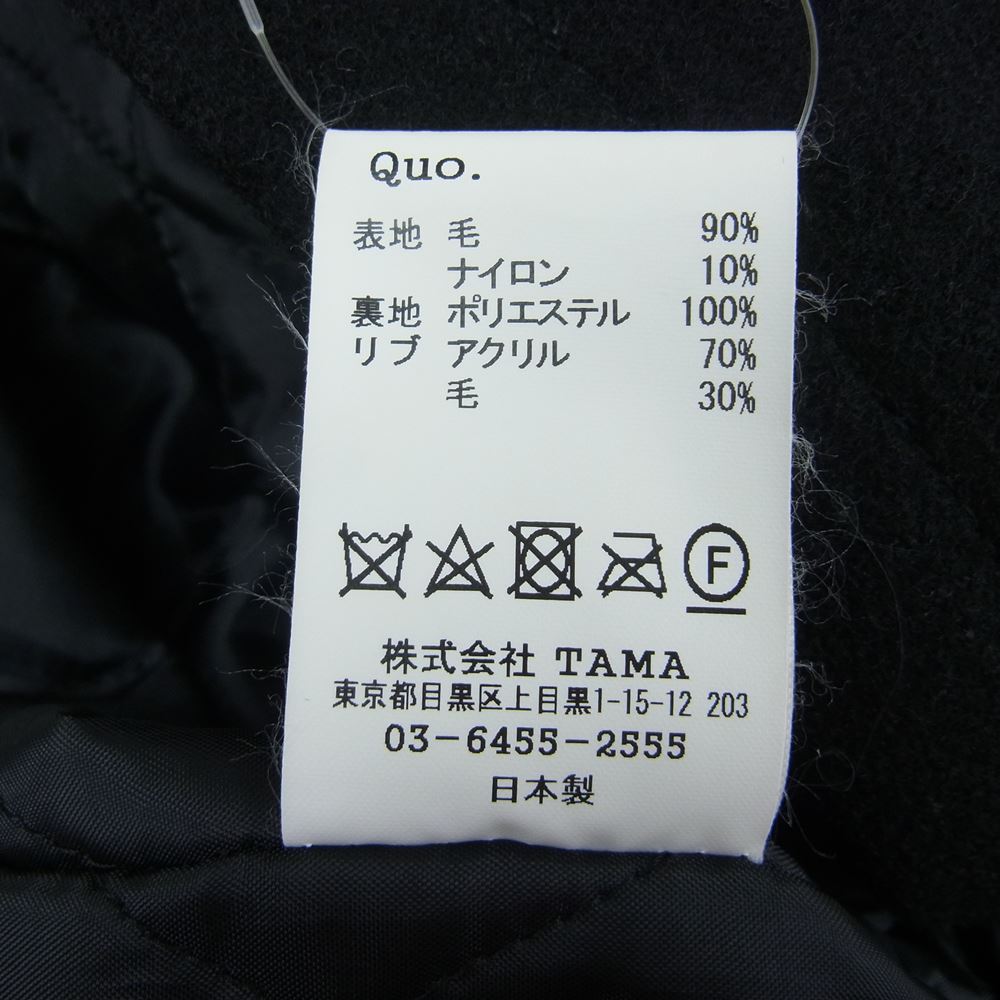 Quo.
表地 毛 90%
ナイロン 10%
裏地 ポリエステル 100%
リブ アクリル 70%
毛 30%
F
株式会社 TAMA
東京都目黒区上目黒1-15-12 203
03-6455-2555
日本製